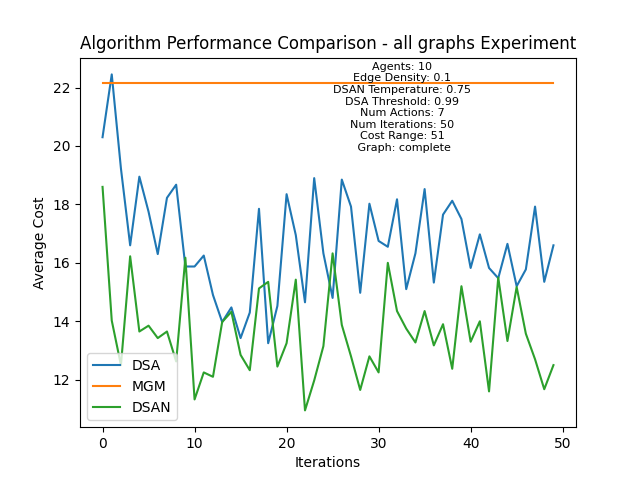 Algorithm Performance Comparison - all graphs Experiment
Agents: 10
Edge Density: 0.1
DSAN Temperature: 0.75
DSA Threshold: 0.99
Num Actions: 7
Num Iterations: 50
Cost Range: 51
Graph: complete
Average Cost
22
20
18
16
14
12
DSA
MGM
DSAN
0
10
20
30
40
50
Iterations